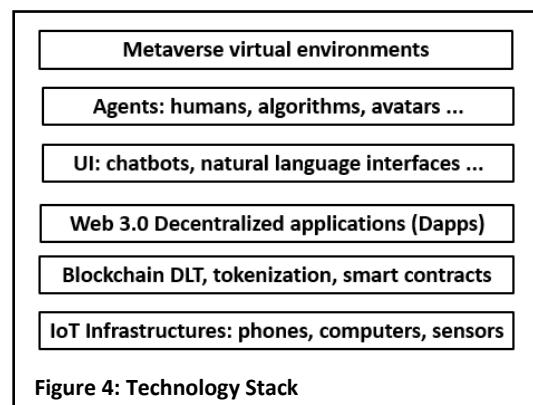 Metaverse virtual environments
Agents: humans, algorithms, avatars ...
UI: chatbots, natural language interfaces ...
Web 3.0 Decentralized applications (Dapps)
Blockchain DLT, tokenization, smart contracts
IoT Infrastructures: phones, computers, sensors
Figure 4: Technology Stack